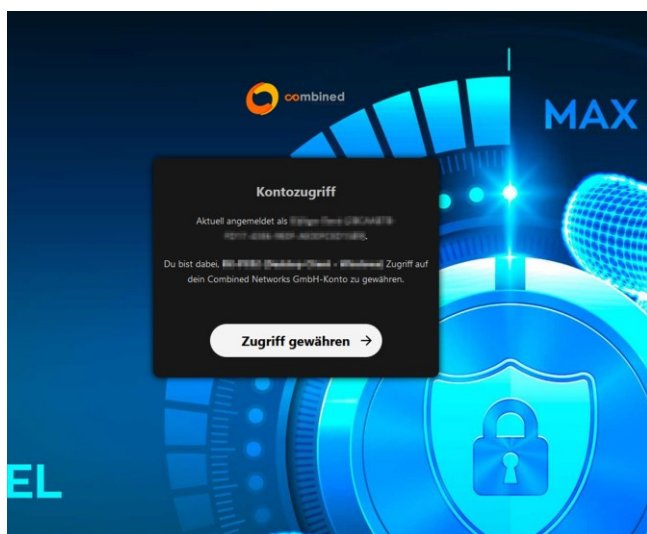 combined
MAX
Kontozugriff
Aktuell angemeldet als
Du bist dabei, Zugriff auf
dein Combined Networks GmbH-Konto zu gewähren.
Zugriff gewähren →
EL